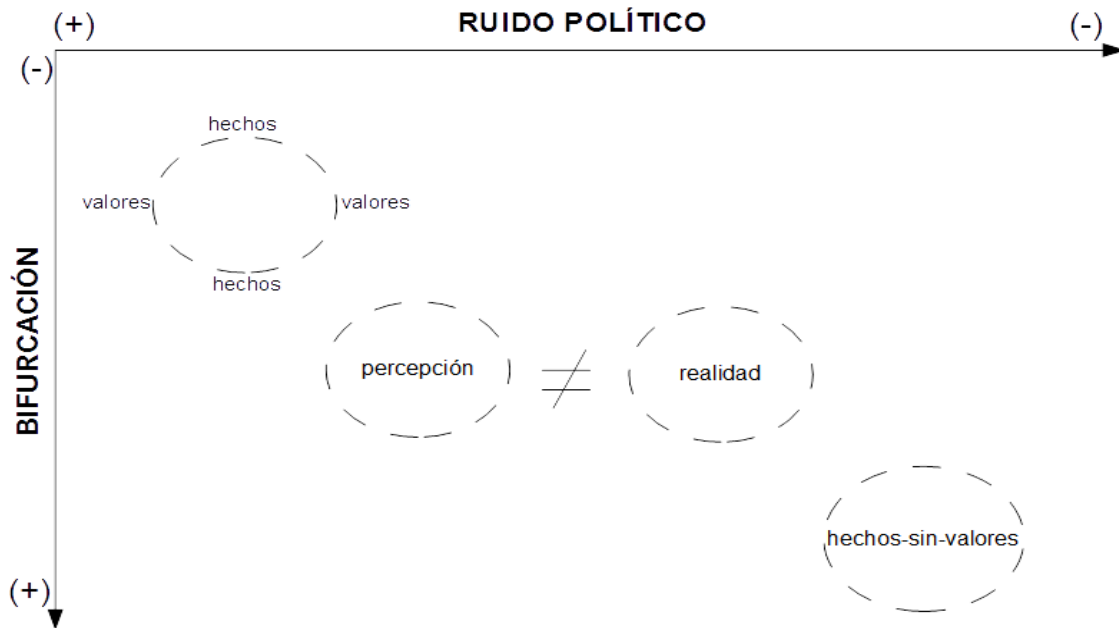 (+)
RUIDO POLÍTICO
(-)
(-)
hechos
valores
valores
hechos
BIFURCACIÓN
percepción
≠
realidad
hechos-sin-valores
(+)